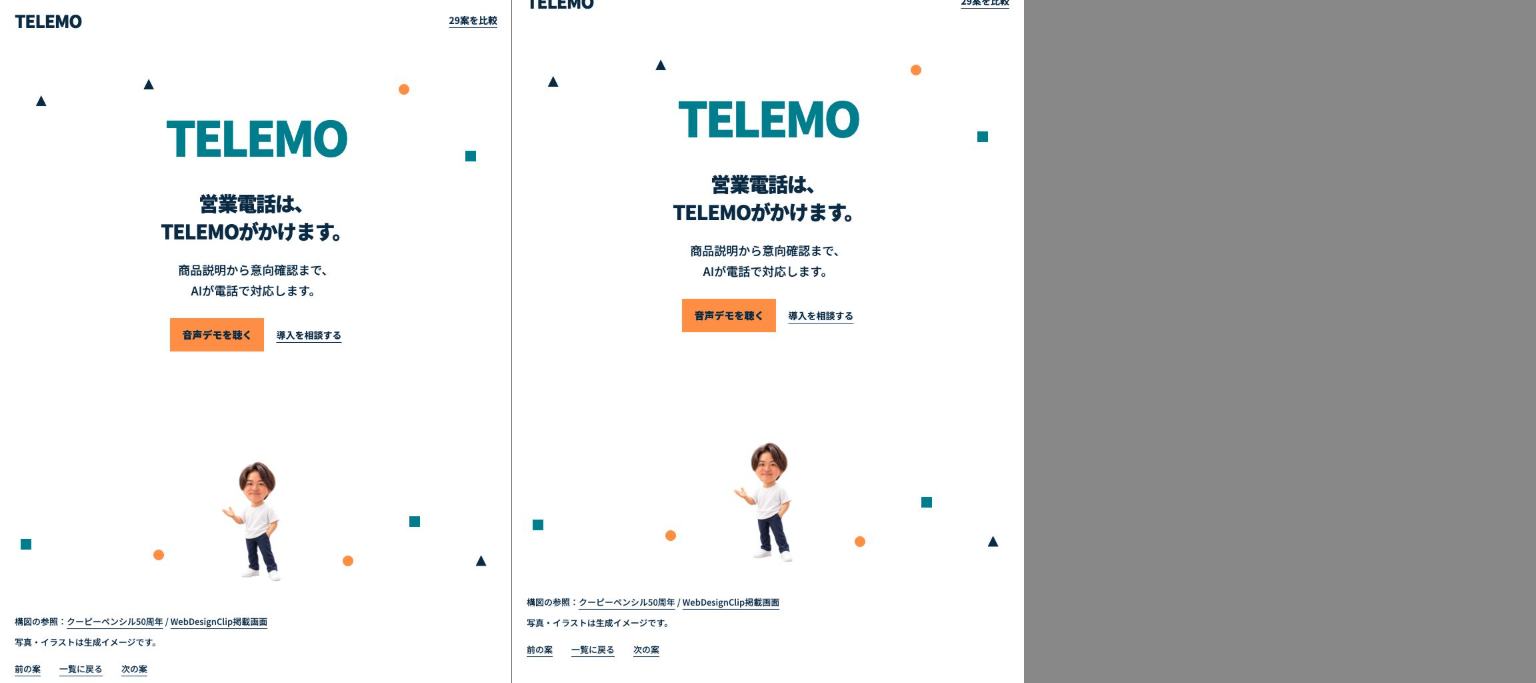 TELEMO
29案を比較
TELEMO
営業電話は、
TELEMOがかけます。
商品説明から意向確認まで、
AIが電話で対応します。
音声デモを聴く
導入を相談する
構図の参照：クーピーペンシル50周年 / WebDesignClip掲載画面
写真・イラストは生成イメージです。
前の案
一覧に戻る
次の案
TELEMO
29案を比較
TELEMO
営業電話は、
TELEMOがかけます。
商品説明から意向確認まで、
AIが電話で対応します。
音声デモを聴く
導入を相談する
構図の参照：クーピーペンシル50周年 / WebDesignClip掲載画面
写真・イラストは生成イメージです。
前の案
一覧に戻る
次の案